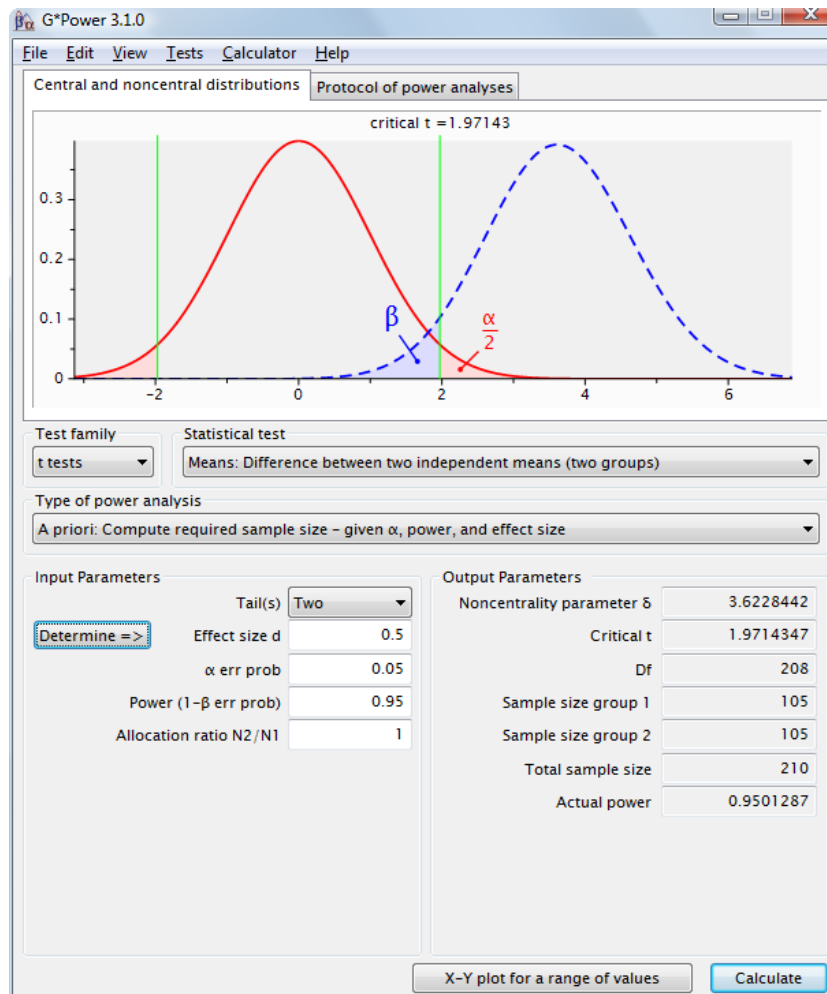 G*Power 3.1.0
File Edit View Tests Calculator Help
Central and noncentral distributions Protocol of power analyses
critical t =1.97143
0.3
0.2
0.1
0
β
α
2
-2 0 2 4 6
Test family Statistical test
t tests Means: Difference between two independent means (two groups)
Type of power analysis
A priori: Compute required sample size - given α, power, and effect size
Input Parameters Output Parameters
Tail(s) Two Noncentrality parameter δ 3.6228442
Determine => Effect size d 0.5 Critical t 1.9714347
α err prob 0.05 Df 208
Power (1-β err prob) 0.95 Sample size group 1 105
Allocation ratio N2/N1 1 Sample size group 2 105
Total sample size 210
Actual power 0.9501287
X-Y plot for a range of values Calculate